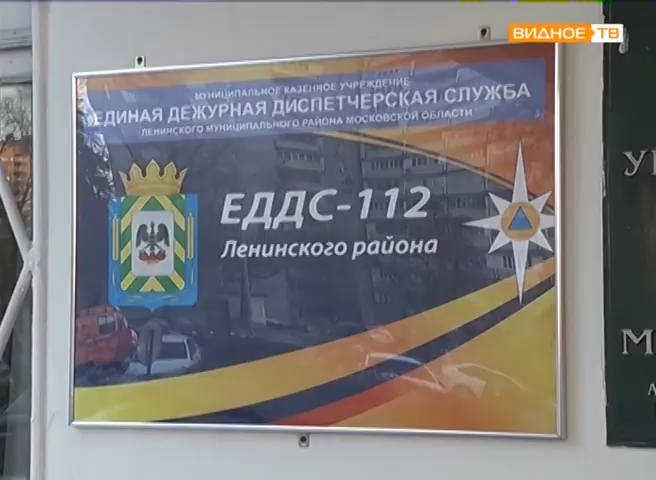 ВИДНОЕ ТВ
МУНИЦИПАЛЬНОЕ КАЗЕННОЕ УЧРЕЖДЕНИЕ
ЕДИНАЯ ДЕЖУРНАЯ ДИСПЕТЧЕРСКАЯ СЛУЖБА
ЛЕНИНСКОГО МУНИЦИПАЛЬНОГО РАЙОНА МОСКОВСКОЙ ОБЛАСТИ
ЕДДС-112
Ленинского района